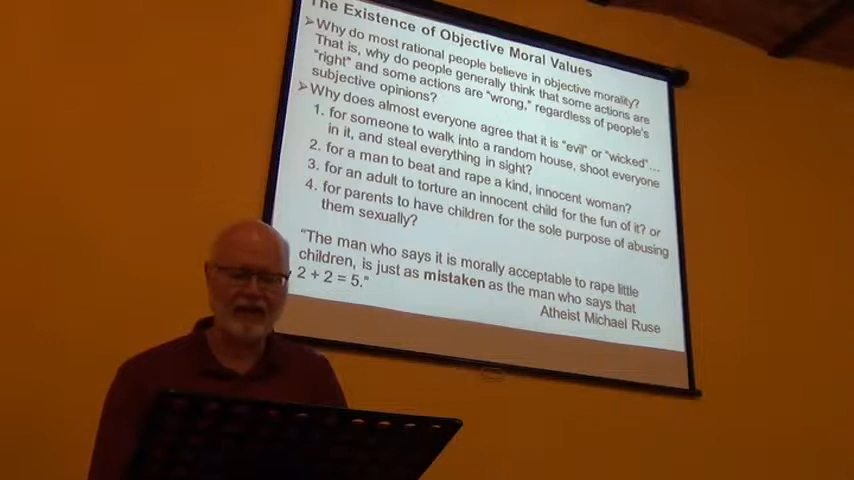 The Existence of Objective Moral Values
➢Why do most rational people believe in objective morality?
That is, why do people generally think that some actions are
"right" and some actions are "wrong," regardless of people's
subjective opinions?
➢Why does almost everyone agree that it is "evil" or "wicked"…
1. for someone to walk into a random house, shoot everyone
in it, and steal everything in sight?
2. for a man to beat and rape a kind, innocent woman?
3. for an adult to torture an innocent child for the fun of it? or
4. for parents to have children for the sole purpose of abusing
them sexually?
"The man who says it is morally acceptable to rape little
children, is just as mistaken as the man who says that
2 + 2 = 5."
Atheist Michael Ruse